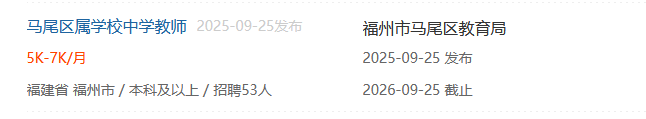 马尾区属学校中学教师 2025-09-25发布
5K-7K/月
福建省 福州市 / 本科及以上 / 招聘53人
福州市马尾区教育局
2025-09-25 发布
2026-09-25 截止